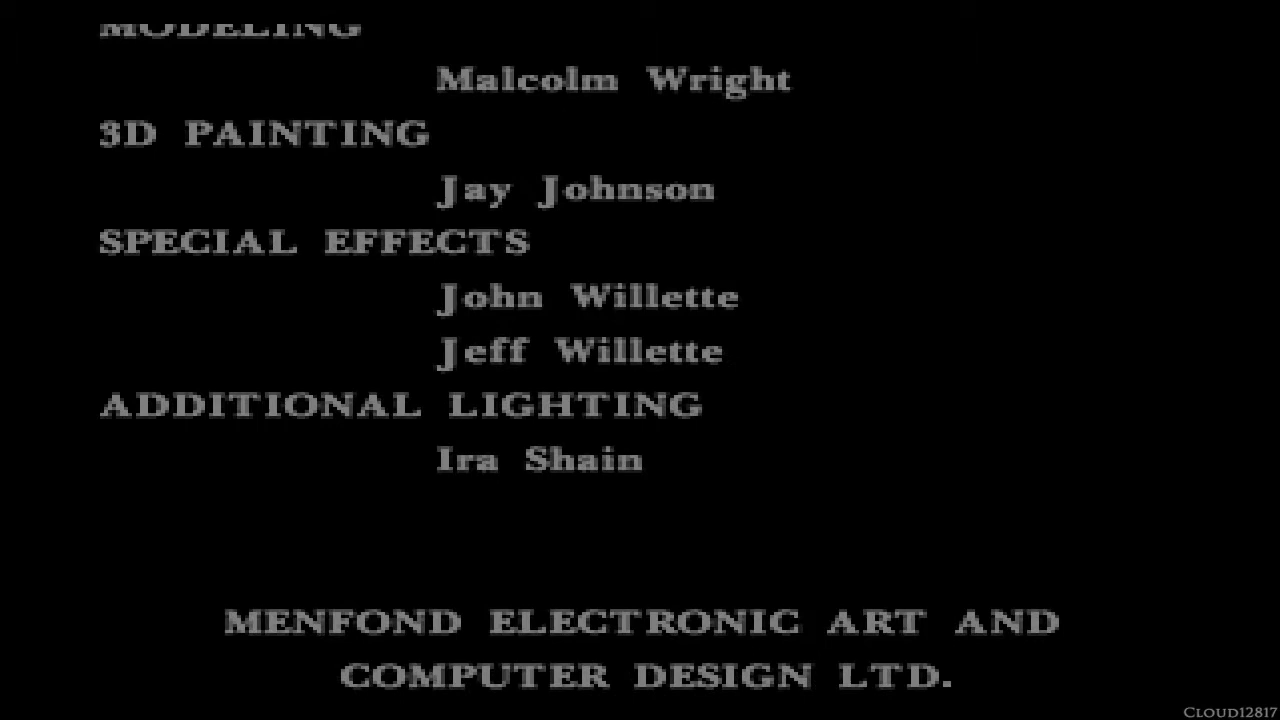 MODELING
Malcolm Wright
3D PAINTING
Jay Johnson
SPECIAL EFFECTS
John Willette
Jeff Willette
ADDITIONAL LIGHTING
Ira Shain
MENFOND ELECTRONIC ART AND
COMPUTER DESIGN LTD.
CLOUD12817